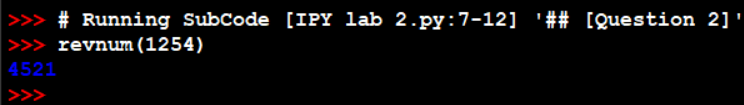 >>> # Running SubCode [IPY lab 2.py:7-12] '## [Question 2]'
>>> revnum(1254)
4521
>>>